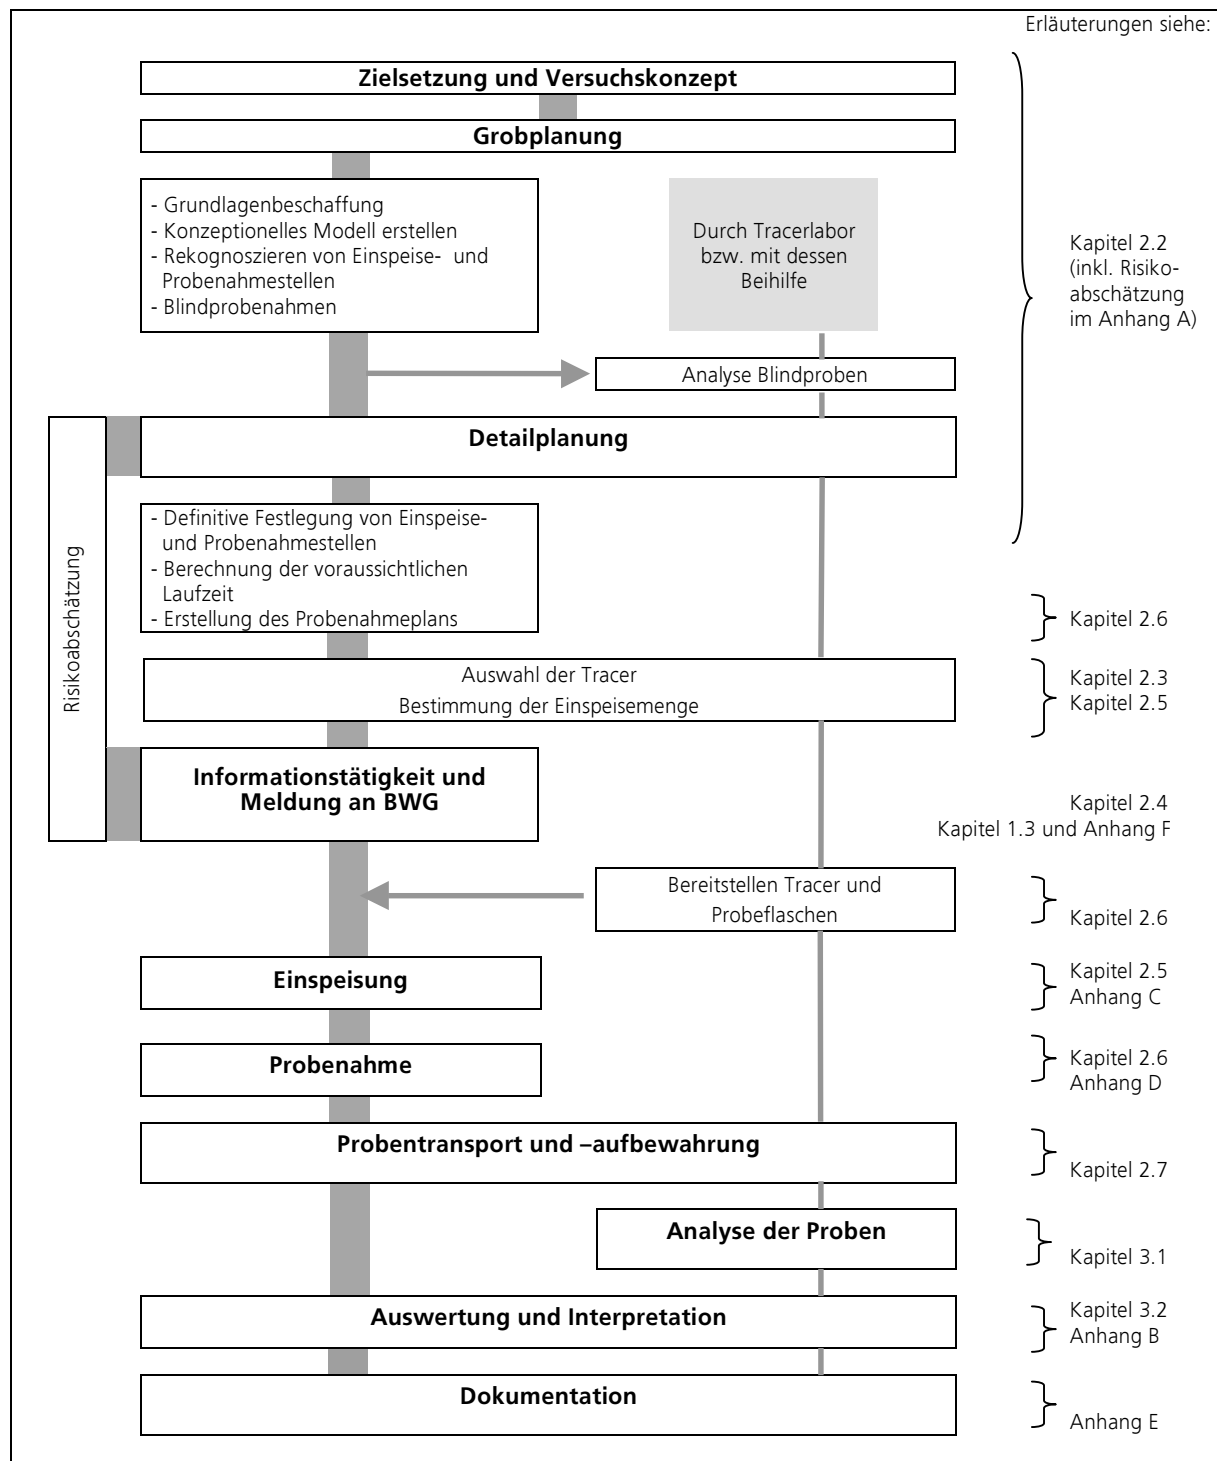 Erläuterungen siehe:
Zielsetzung und Versuchskonzept
Grobplanung
- Grundlagenbeschaffung
- Konzeptionelles Modell erstellen
- Rekognoszieren von Einspeise- und
Probenahmestellen
- Blindprobenahmen
Durch Tracerlabor
bzw. mit dessen
Beihilfe
Kapitel 2.2
(inkl. Risiko-
abschätzung
im Anhang A)
Analyse Blindproben
Detailplanung
Risikoabschätzung
- Definitive Festlegung von Einspeise-
und Probenahmestellen
- Berechnung der voraussichtlichen
Laufzeit
- Erstellung des Probenahmeplans
Kapitel 2.6
Auswahl der Tracer
Bestimmung der Einspeisemenge
Kapitel 2.3
Kapitel 2.5
Informationstätigkeit und
Meldung an BWG
Kapitel 2.4
Kapitel 1.3 und Anhang F
Bereitstellen Tracer und
Probeflaschen
Kapitel 2.6
Einspeisung
Kapitel 2.5
Anhang C
Probenahme
Kapitel 2.6
Anhang D
Probentransport und –aufbewahrung
Kapitel 2.7
Analyse der Proben
Kapitel 3.1
Auswertung und Interpretation
Kapitel 3.2
Anhang B
Dokumentation
Anhang E